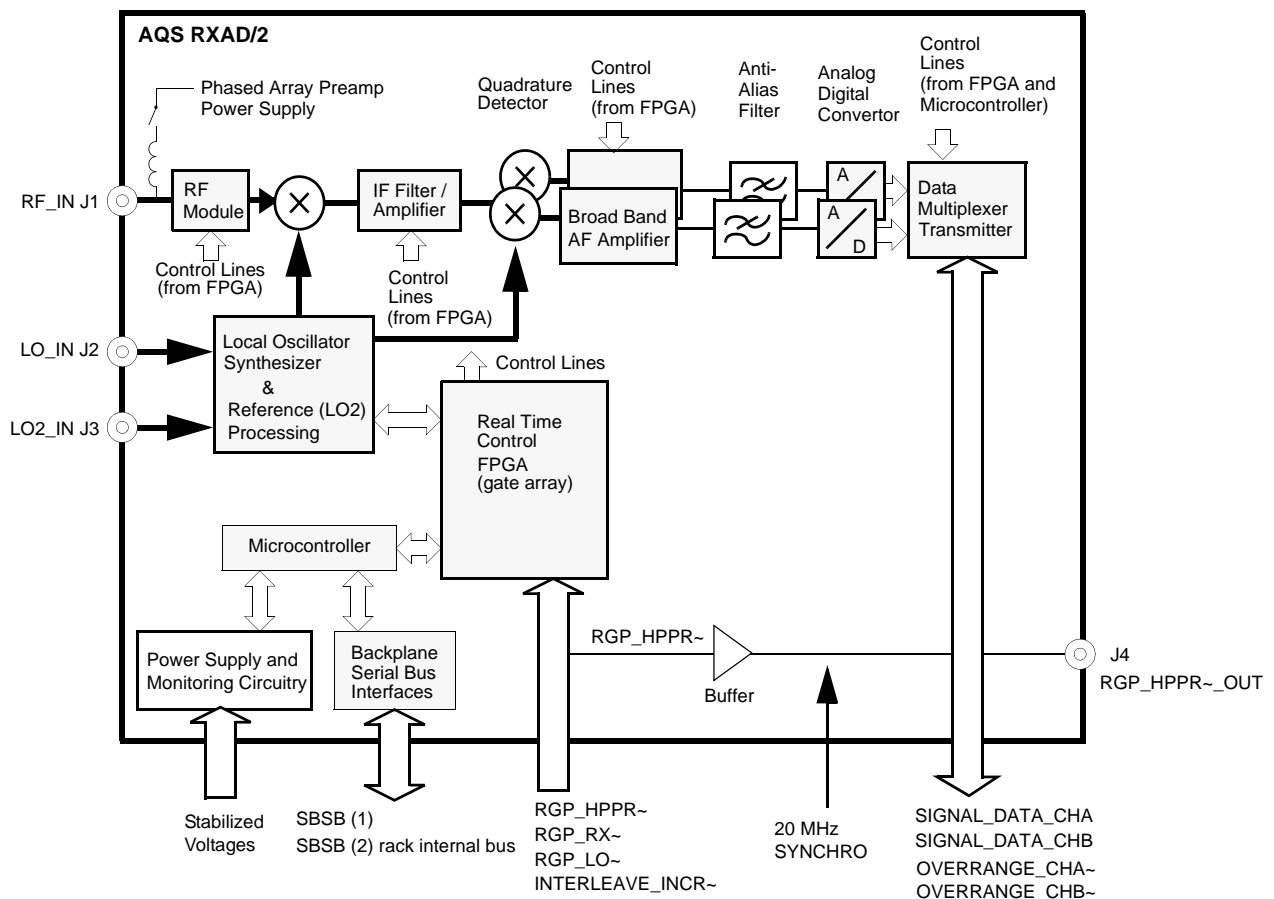 AQS RXAD/2
Phased Array Preamp
Power Supply
Quadrature
Detector
Control
Lines
(from FPGA)
Anti-
Alias
Filter
Analog
Digital
Convertor
Control
Lines
(from FPGA and
Microcontroller)
RF_IN J1
RF
Module
IF Filter /
Amplifier
Broad Band
AF Amplifier
A
A
D
Data
Multiplexer
Transmitter
Control Lines
(from FPGA)
Control
Lines
(from FPGA)
LO_IN J2
LO2_IN J3
Local Oscillator
Synthesizer
&
Reference (LO2)
Processing
Control Lines
Real Time
Control
FPGA
(gate array)
Microcontroller
Power Supply and
Monitoring Circuitry
Backplane
Serial Bus
Interfaces
RGP_HPPR~
Buffer
J4
RGP_HPPR~_OUT
Stabilized
Voltages
SBSB (1)
SBSB (2) rack internal bus
RGP_HPPR~
RGP_RX~
RGP_LO~
INTERLEAVE_INCR~
20 MHz
SYNCHRO
SIGNAL_DATA_CHA
SIGNAL_DATA_CHB
OVERRANGE_CHA~
OVERRANGE_CHB~